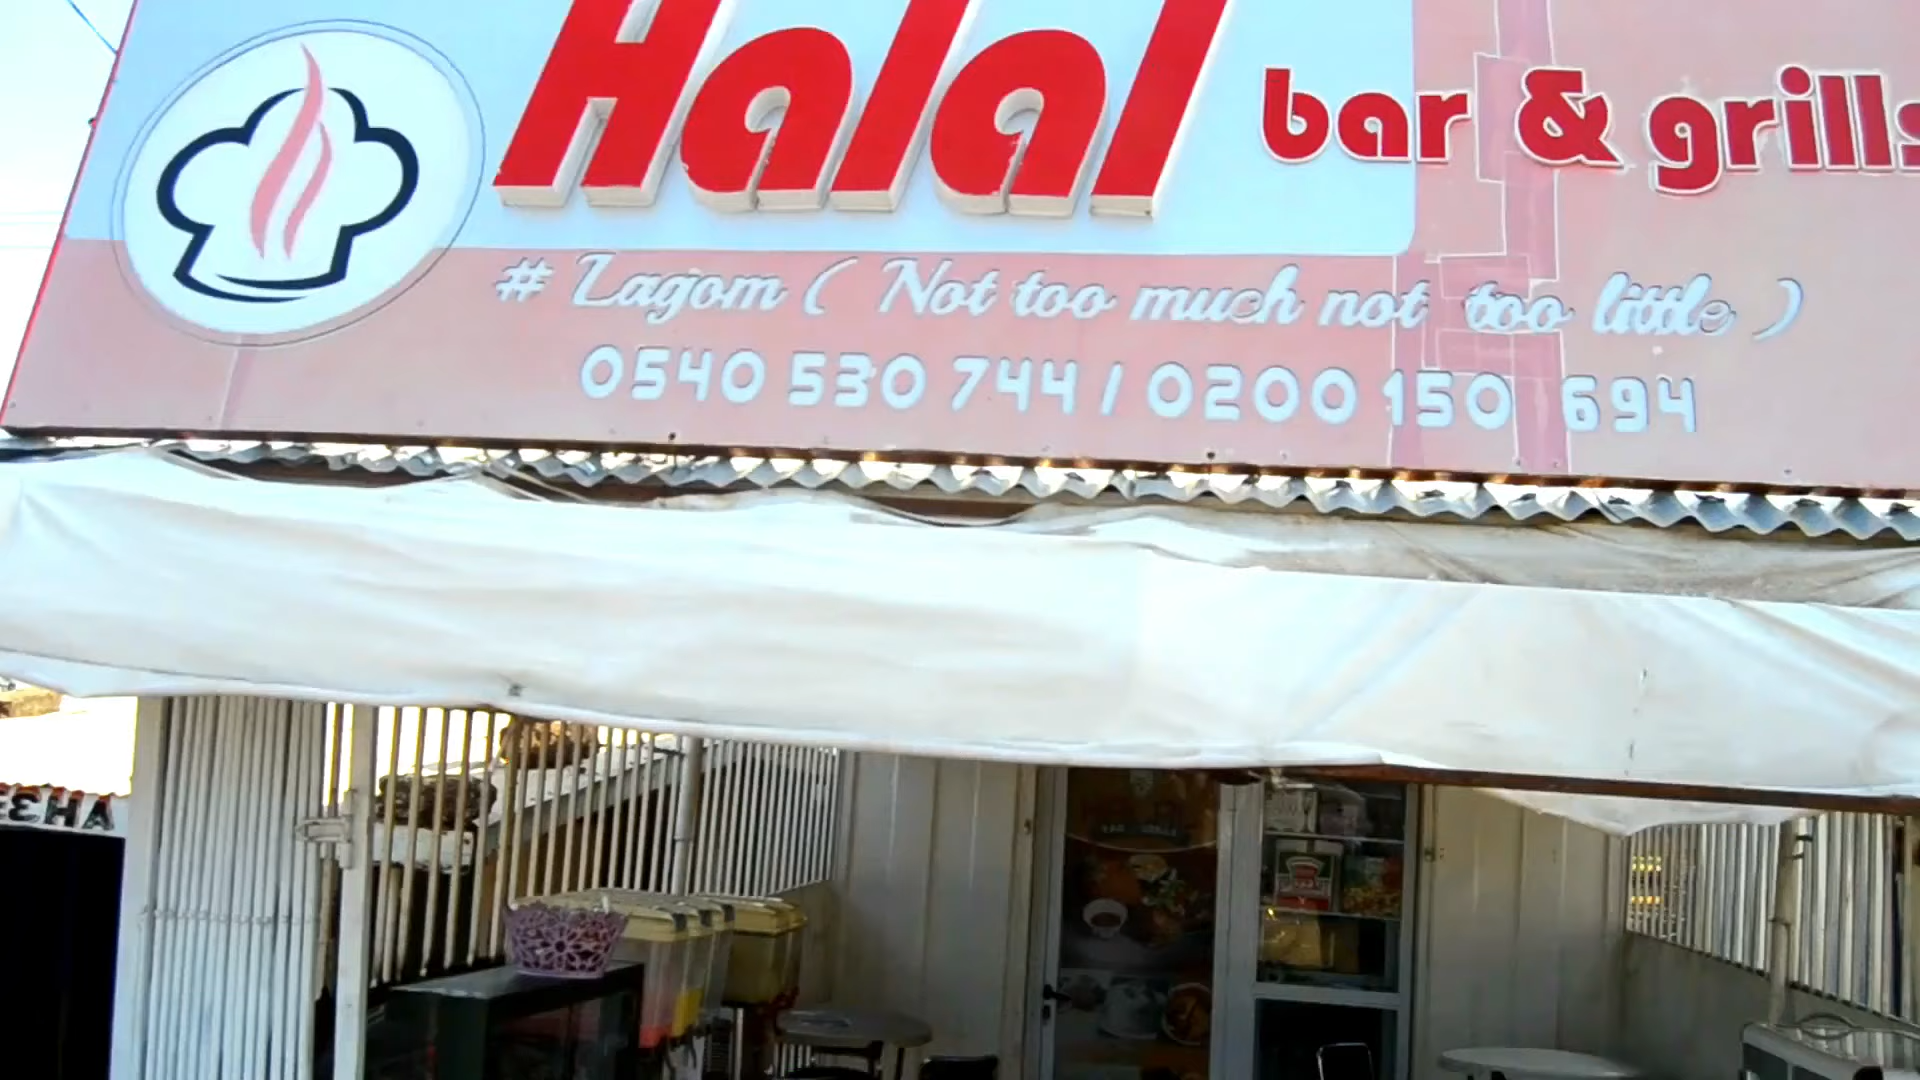 Halal bar & grills
# Lagom ( Not too much not too little )
0540 530 744 / 0200 150 694